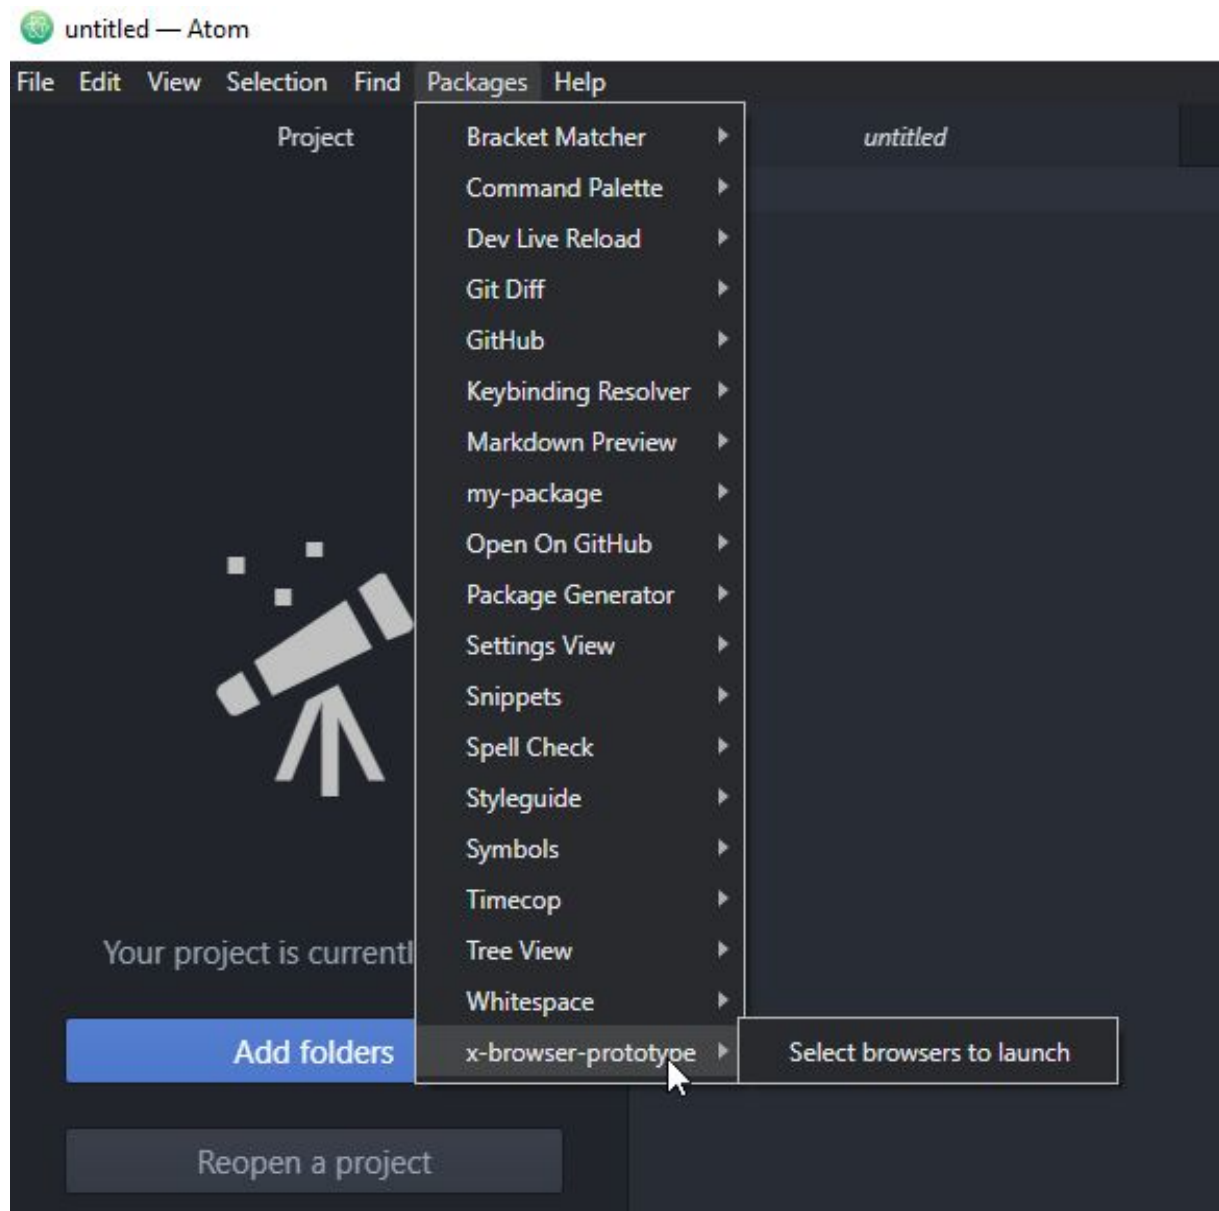 untitled — Atom
File Edit View Selection Find Packages Help
Project
untitled
Bracket Matcher
Command Palette
Dev Live Reload
Git Diff
GitHub
Keybinding Resolver
Markdown Preview
my-package
Open On GitHub
Package Generator
Settings View
Snippets
Spell Check
Styleguide
Symbols
Timecop
Tree View
Whitespace
x-browser-prototype
Select browsers to launch
Your project is currentl
Add folders
Reopen a project